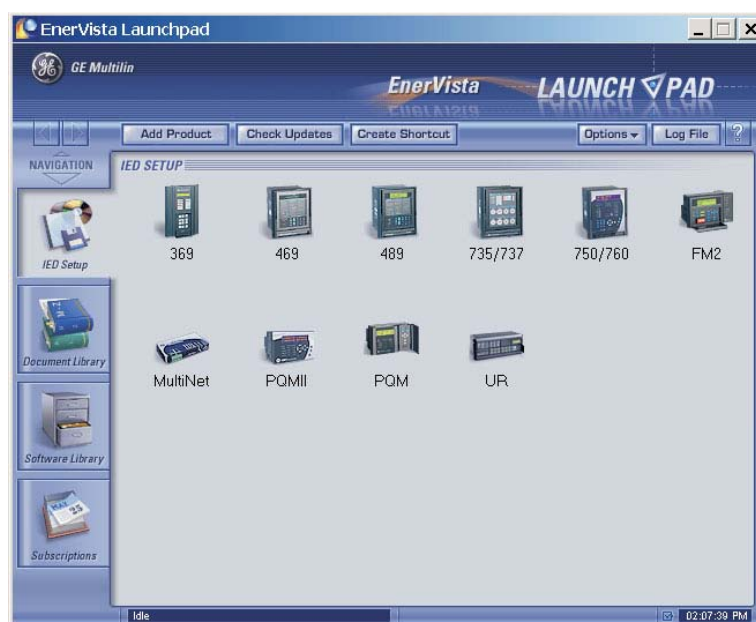 EnerVista Launchpad
GE Multilin
EnerVista LAUNCH PAD
Add Product Check Updates Create Shortcut Options Log File ?
NAVIGATION
IED SETUP
IED Setup
369 469 489 735/737 750/760 FM2
Document Library
MultiNet PQMII PQM UR
Software Library
Subscriptions
Idle 02:07:39 PM